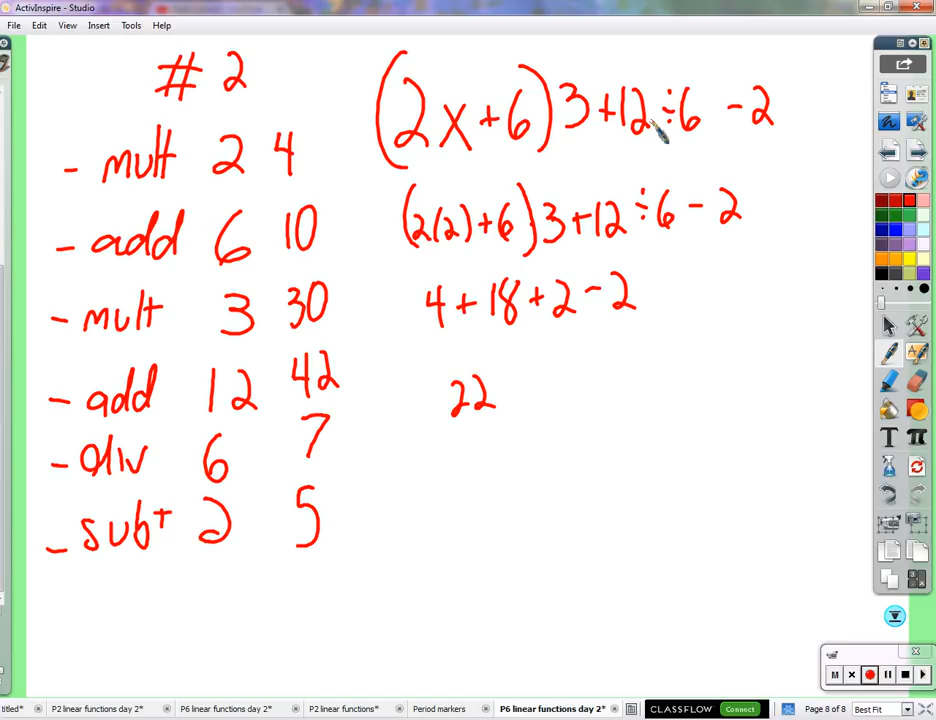 ActivInspire - Studio
File Edit View Insert Tools Help
# 2
- mult 2 4
- add 6 10
- mult 3 30
- add 12 42
- div 6 7
- subt 2 5
(2x+6)3+12÷6 -2
(2(2)+6)3+12÷6-2
4+18+2-2
22
M
titled* P2 linear functions day 2* P6 linear functions day 2* P2 linear functions* Period markers P6 linear functions day 2* CLASSFLOW Connect Page 8 of 8 Best Fit